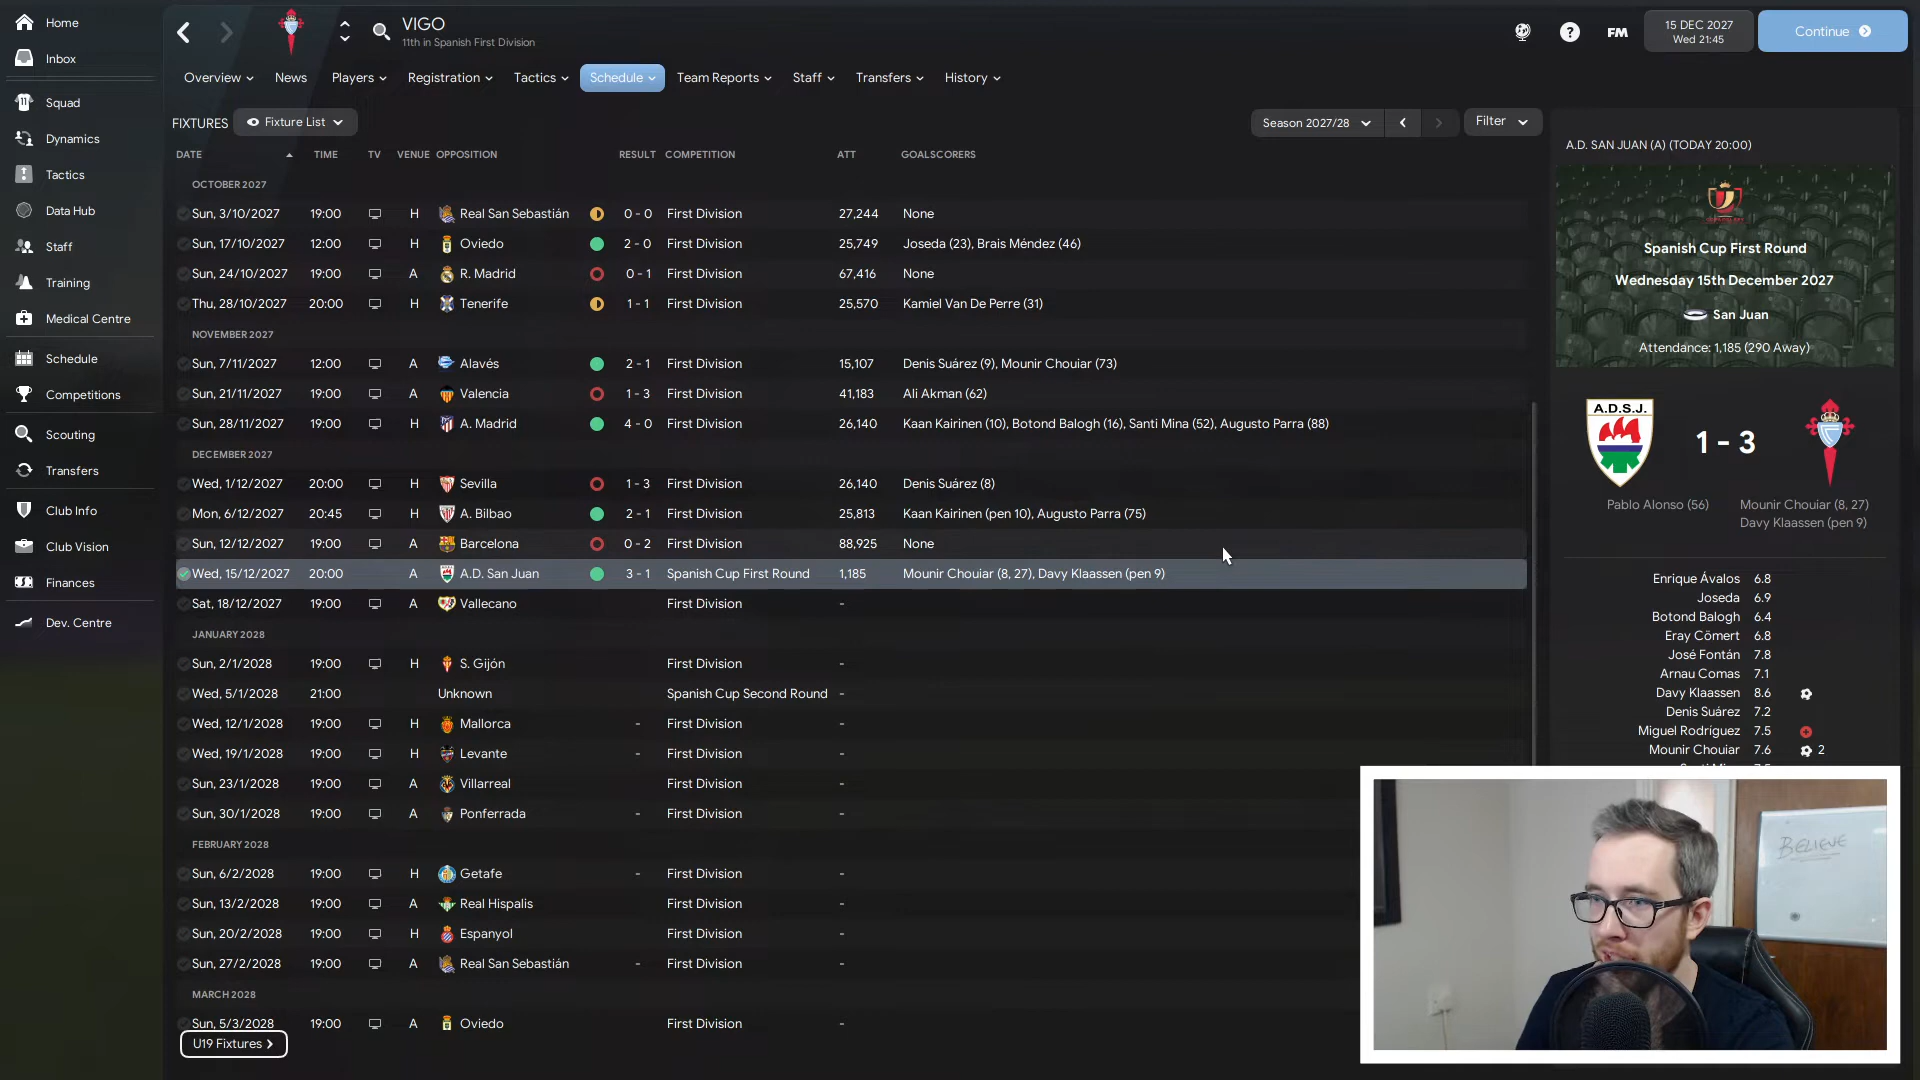 Home
Inbox
Squad
Dynamics
Tactics
Data Hub
Staff
Training
Medical Centre
Schedule
Competitions
Scouting
Transfers
Club Info
Club Vision
Finances
Dev. Centre
VIGO
11th in Spanish First Division
FM
15 DEC 2027
Wed 21:45
Continue
Overview News Players Registration Tactics Schedule Team Reports Staff Transfers History
FIXTURES Fixture List Season 2027/28 Filter
DATE TIME TV VENUE OPPOSITION RESULT COMPETITION ATT GOALSCORERS
OCTOBER 2027
Sun, 3/10/2027 19:00 H Real San Sebastián 0 - 0 First Division 27,244 None
Sun, 17/10/2027 12:00 H Oviedo 2 - 0 First Division 25,749 Joseda (23), Brais Méndez (46)
Sun, 24/10/2027 19:00 A R. Madrid 0 - 1 First Division 67,416 None
Thu, 28/10/2027 20:00 H Tenerife 1 - 1 First Division 25,570 Kamiel Van De Perre (31)
NOVEMBER 2027
Sun, 7/11/2027 12:00 A Alavés 2 - 1 First Division 15,107 Denis Suárez (9), Mounir Chouiar (73)
Sun, 21/11/2027 19:00 A Valencia 1 - 3 First Division 41,183 Ali Akman (62)
Sun, 28/11/2027 19:00 H A. Madrid 4 - 0 First Division 26,140 Kaan Kairinen (10), Botond Balogh (16), Santi Mina (52), Augusto Parra (88)
DECEMBER 2027
Wed, 1/12/2027 20:00 H Sevilla 1 - 3 First Division 26,140 Denis Suárez (8)
Mon, 6/12/2027 20:45 H A. Bilbao 2 - 1 First Division 25,813 Kaan Kairinen (pen 10), Augusto Parra (75)
Sun, 12/12/2027 19:00 A Barcelona 0 - 2 First Division 88,925 None
Wed, 15/12/2027 20:00 A A.D. San Juan 3 - 1 Spanish Cup First Round 1,185 Mounir Chouiar (8, 27), Davy Klaassen (pen 9)
Sat, 18/12/2027 19:00 A Vallecano First Division -
JANUARY 2028
Sun, 2/1/2028 19:00 H S. Gijón First Division -
Wed, 5/1/2028 21:00 Unknown Spanish Cup Second Round -
Wed, 12/1/2028 19:00 H Mallorca - First Division -
Wed, 19/1/2028 19:00 H Levante - First Division -
Sun, 23/1/2028 19:00 A Villarreal First Division -
Sun, 30/1/2028 19:00 A Ponferrada - First Division -
FEBRUARY 2028
Sun, 6/2/2028 19:00 H Getafe - First Division -
Sun, 13/2/2028 19:00 A Real Hispalis First Division -
Sun, 20/2/2028 19:00 H Espanyol First Division -
Sun, 27/2/2028 19:00 A Real San Sebastián - First Division -
MARCH 2028
Sun, 5/3/2028 19:00 A Oviedo First Division -
U19 Fixtures
A.D. SAN JUAN (A) (TODAY 20:00)
Spanish Cup First Round
Wednesday 15th December 2027
San Juan
Attendance: 1,185 (290 Away)
A.D.S.J.
1 - 3
Pablo Alonso (56) Mounir Chouiar (8, 27)
Davy Klaassen (pen 9)
Enrique Ávalos 6.8
Joseda 6.9
Botond Balogh 6.4
Eray Cömert 6.8
José Fontán 7.8
Arnau Comas 7.1
Davy Klaassen 8.6
Denis Suárez 7.2
Miguel Rodríguez 7.5
Mounir Chouiar 7.6 2
BELIEVE